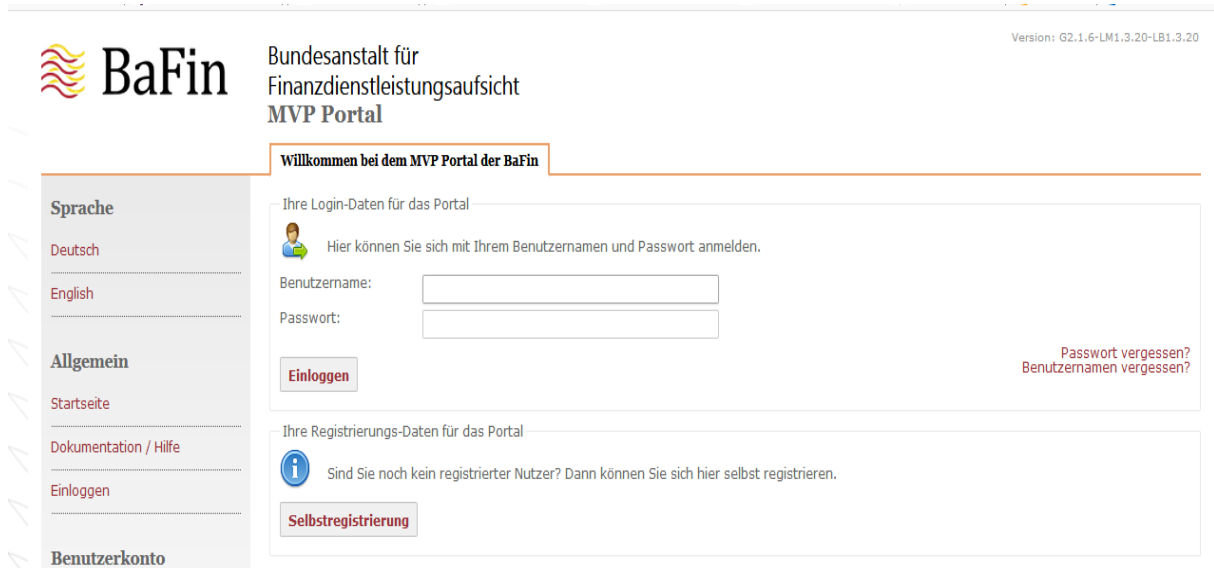 Version: G2.1.6-LM1.3.20-LB1.3.20
BaFin
Bundesanstalt für
Finanzdienstleistungsaufsicht
MVP Portal
Willkommen bei dem MVP Portal der BaFin
Sprache
Deutsch
English
Allgemein
Startseite
Dokumentation / Hilfe
Einloggen
Benutzerkonto
Ihre Login-Daten für das Portal
Hier können Sie sich mit Ihrem Benutzernamen und Passwort anmelden.
Benutzername:
Passwort:
Passwort vergessen?
Benutzernamen vergessen?
Einloggen
Ihre Registrierungs-Daten für das Portal
Sind Sie noch kein registrierter Nutzer? Dann können Sie sich hier selbst registrieren.
Selbstregistrierung